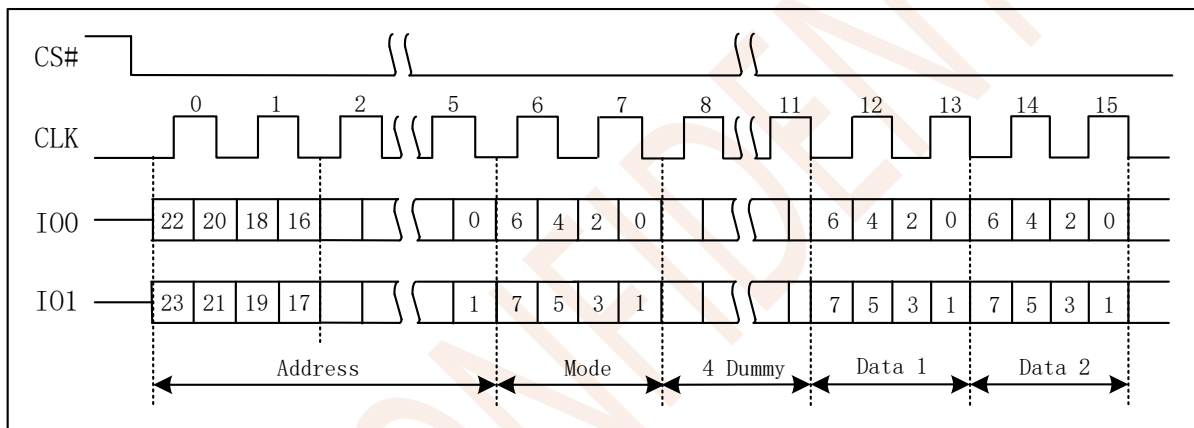 CS#
0 1 2 5 6 7 8 11 12 13 14 15
CLK
IO0 22 20 18 16 0 6 4 2 0 6 4 2 0 6 4 2 0
IO1 23 21 19 17 1 7 5 3 1 7 5 3 1 7 5 3 1
Address Mode 4 Dummy Data 1 Data 2